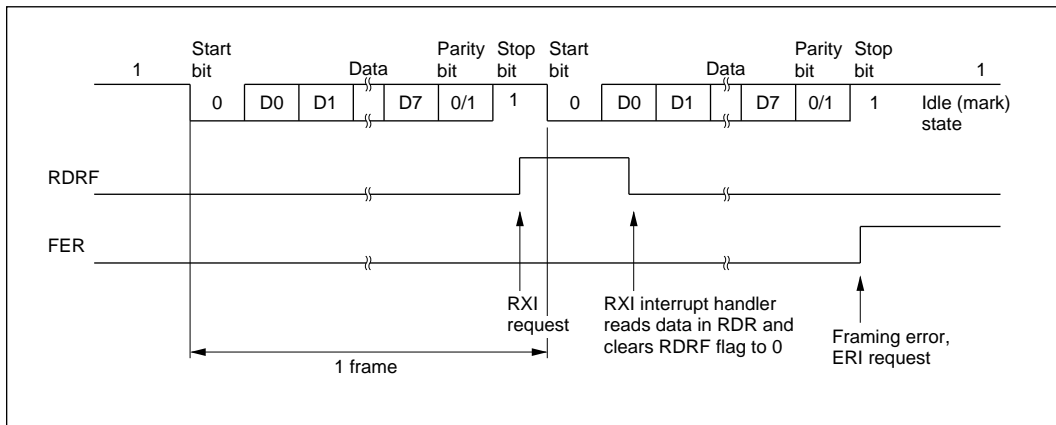 Start Parity Stop Start Parity Stop
1 bit Data bit bit bit Data bit bit 1
0 D0 D1 D7 0/1 1 0 D0 D1 D7 0/1 1 Idle (mark)
state
RDRF
FER
RXI
request
RXI interrupt handler
reads data in RDR and
clears RDRF flag to 0
Framing error,
ERI request
1 frame